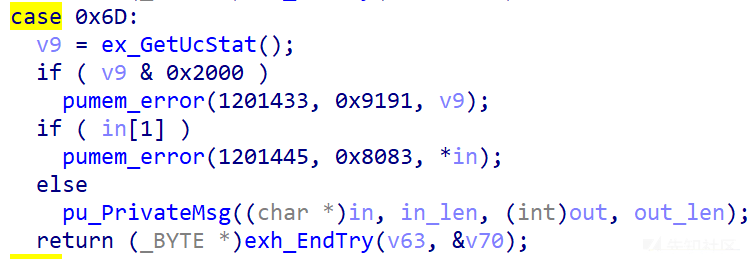 case 0x6D:
v9 = ex_GetUcStat();
if ( v9 & 0x2000 )
pumem_error(1201433, 0x9191, v9);
if ( in[1] )
pumem_error(1201445, 0x8083, *in);
else
pu_PrivateMsg((char *)in, in_len, (int)out, out_len);
return (_BYTE *)exh_EndTry(v63, &v70);